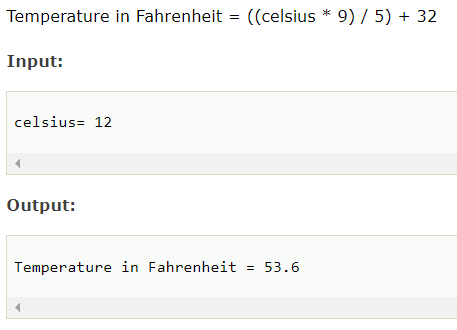 Temperature in Fahrenheit = ((celsius * 9) / 5) + 32
Input:
celsius= 12
Output:
Temperature in Fahrenheit = 53.6